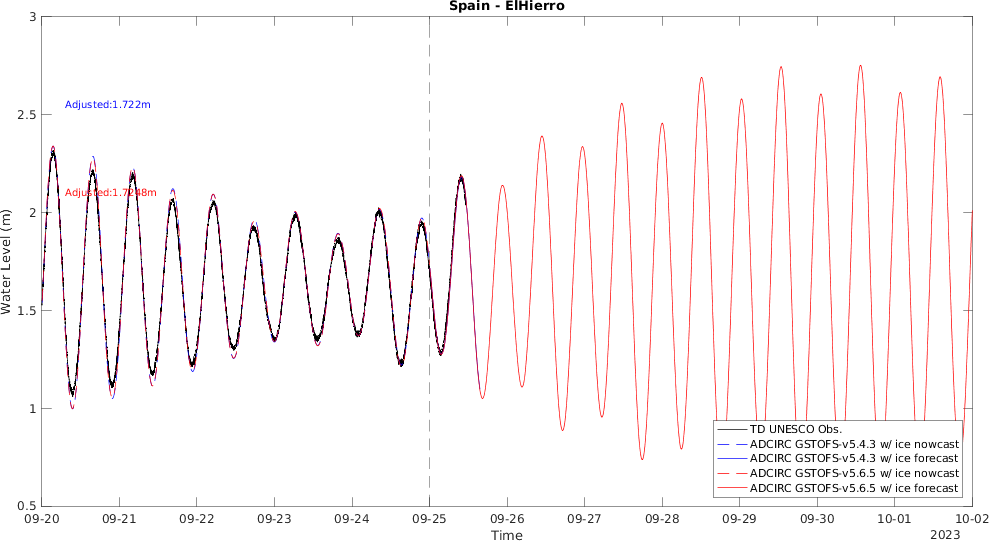 Spain - ElHierro
3
2.5
2
1.5
1
0.5
Water Level (m)
Adjusted:1.722m
Adjusted:1.7248m
TD UNESCO Obs.
ADCIRC GSTOFS-v5.4.3 w/ ice nowcast
ADCIRC GSTOFS-v5.4.3 w/ ice forecast
ADCIRC GSTOFS-v5.6.5 w/ ice nowcast
ADCIRC GSTOFS-v5.6.5 w/ ice forecast
09-20 09-21 09-22 09-23 09-24 09-25 09-26 09-27 09-28 09-29 09-30 10-01 10-02
Time
2023